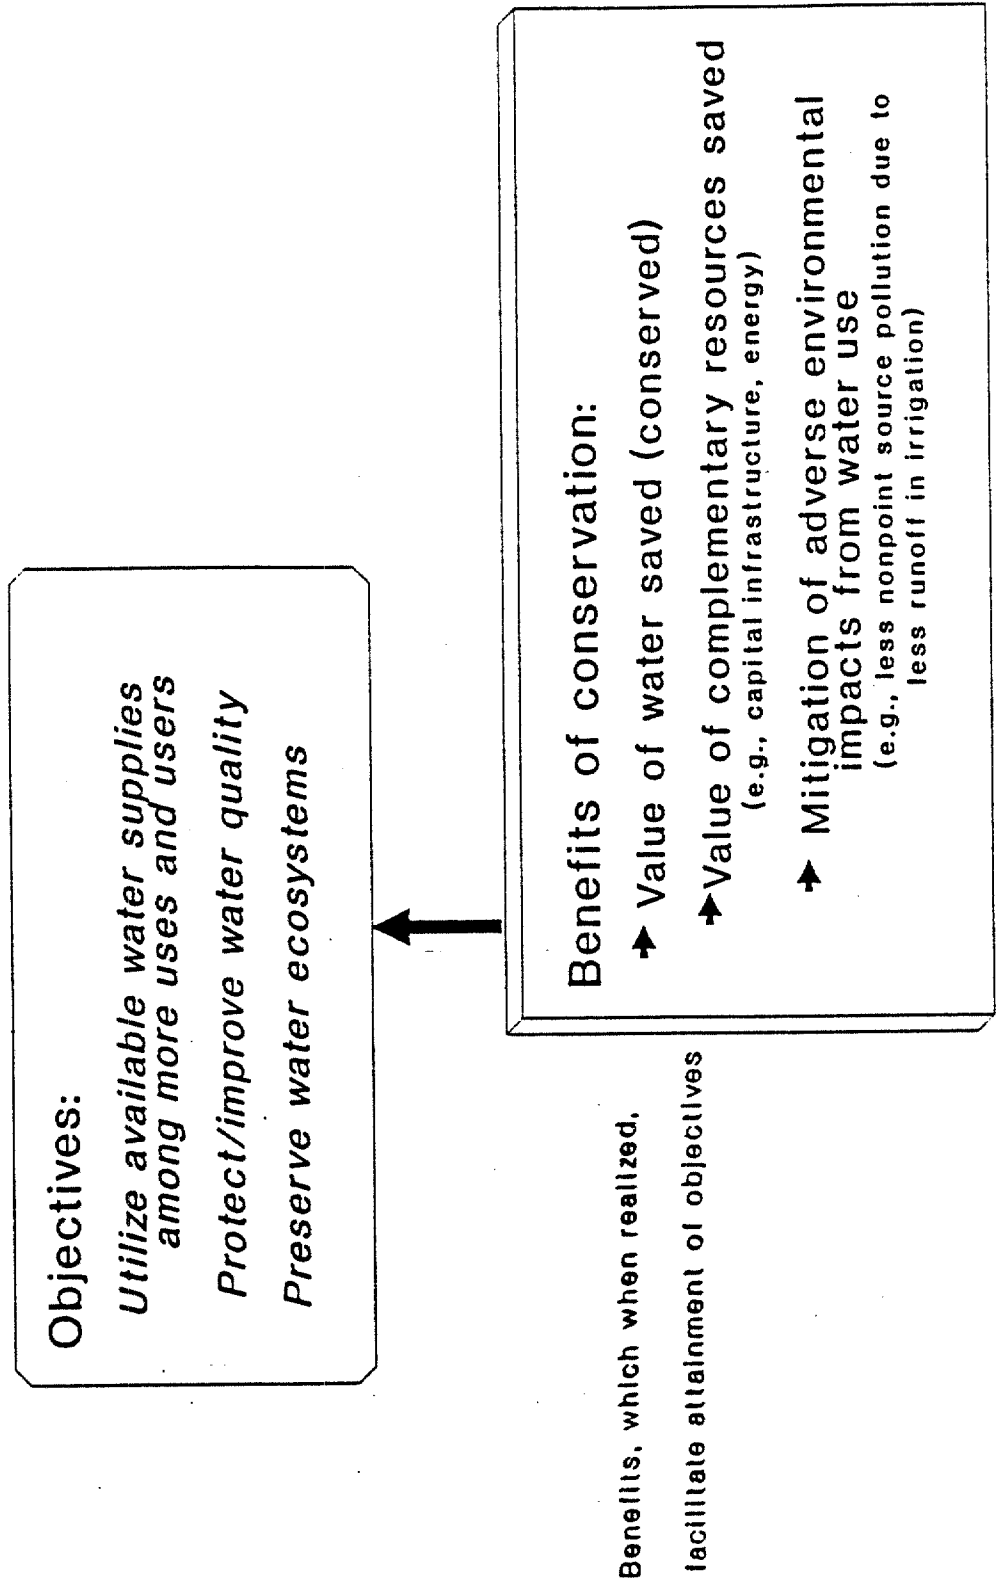 Objectives:
Utilize available water supplies
among more uses and users
Protect/improve water quality
Preserve water ecosystems
Benefits, which when realized,
facilitate attainment of objectives
Benefits of conservation:
Value of water saved (conserved)
Value of complementary resources saved
(e.g., capital infrastructure, energy)
Mitigation of adverse environmental
impacts from water use
(e.g., less nonpoint source pollution due to
less runoff in irrigation)